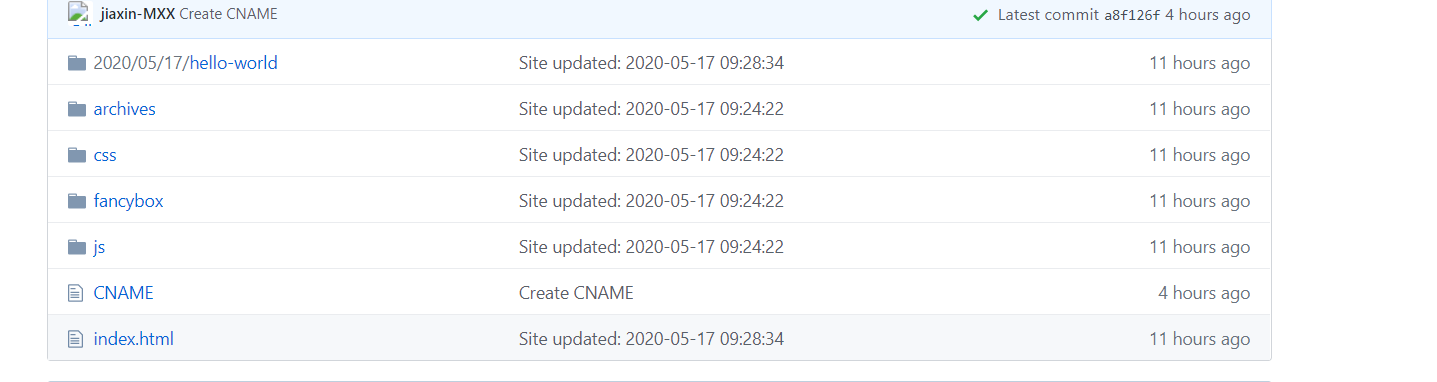 jiaxin-MXX Create CNAME Latest commit a8f126f 4 hours ago
2020/05/17/hello-world Site updated: 2020-05-17 09:28:34 11 hours ago
archives Site updated: 2020-05-17 09:24:22 11 hours ago
css Site updated: 2020-05-17 09:24:22 11 hours ago
fancybox Site updated: 2020-05-17 09:24:22 11 hours ago
js Site updated: 2020-05-17 09:24:22 11 hours ago
CNAME Create CNAME 4 hours ago
index.html Site updated: 2020-05-17 09:28:34 11 hours ago